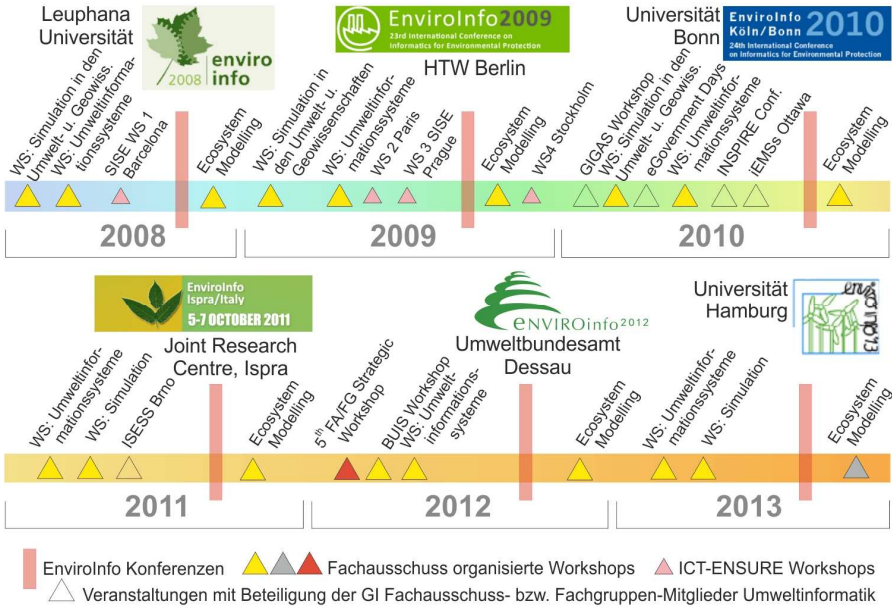 Leuphana
Universität
2008
enviro
info
EnviroInfo2009
23rd International Conference on
Informatics for Environmental Protection
HTW Berlin
Universität
Bonn
EnviroInfo
Köln/Bonn
2010
24th International Conference
on Informatics for Environmental Protection
WS: Simulation in den
Umwelt- u. Geowiss.
WS: Umweltinforma-
tionssysteme
SISE WS 1
Barcelona
Ecosystem
Modelling
WS: Simulation in
den Umwelt- u.
Geowissenschaften
WS: Umweltinfor-
mationssysteme
WS 2 Paris
WS 3 SISE
Prague
Ecosystem
Modelling
WS4 Stockholm
GIGAS Workshop
WS: Simulation in den
Umwelt- u. Geowiss.
eGovernment Days
WS: Umweltinfor-
mationssysteme
INSPIRE Conf.
iEMSs Ottawa
Ecosystem
Modelling
2008
2009
2010
EnviroInfo
Ispra/Italy
5-7 OCTOBER 2011
Joint Research
Centre, Ispra
ENVIROinfo2012
Umweltbundesamt
Dessau
Universität
Hamburg
WS: Umweltinfor-
mationssysteme
WS: Simulation
ISESS Brno
Ecosystem
Modelling
5th FA/FG Strategic
Workshop
BUIS Workshop
WS: Umwelt-
informations-
systeme
Ecosystem
Modelling
WS: Umweltinfor-
mationssysteme
WS: Simulation
Ecosystem
Modelling
2011
2012
2013
EnviroInfo Konferenzen
Fachausschuss organisierte Workshops
ICT-ENSURE Workshops
Veranstaltungen mit Beteiligung der GI Fachausschuss- bzw. Fachgruppen-Mitglieder Umweltinformatik